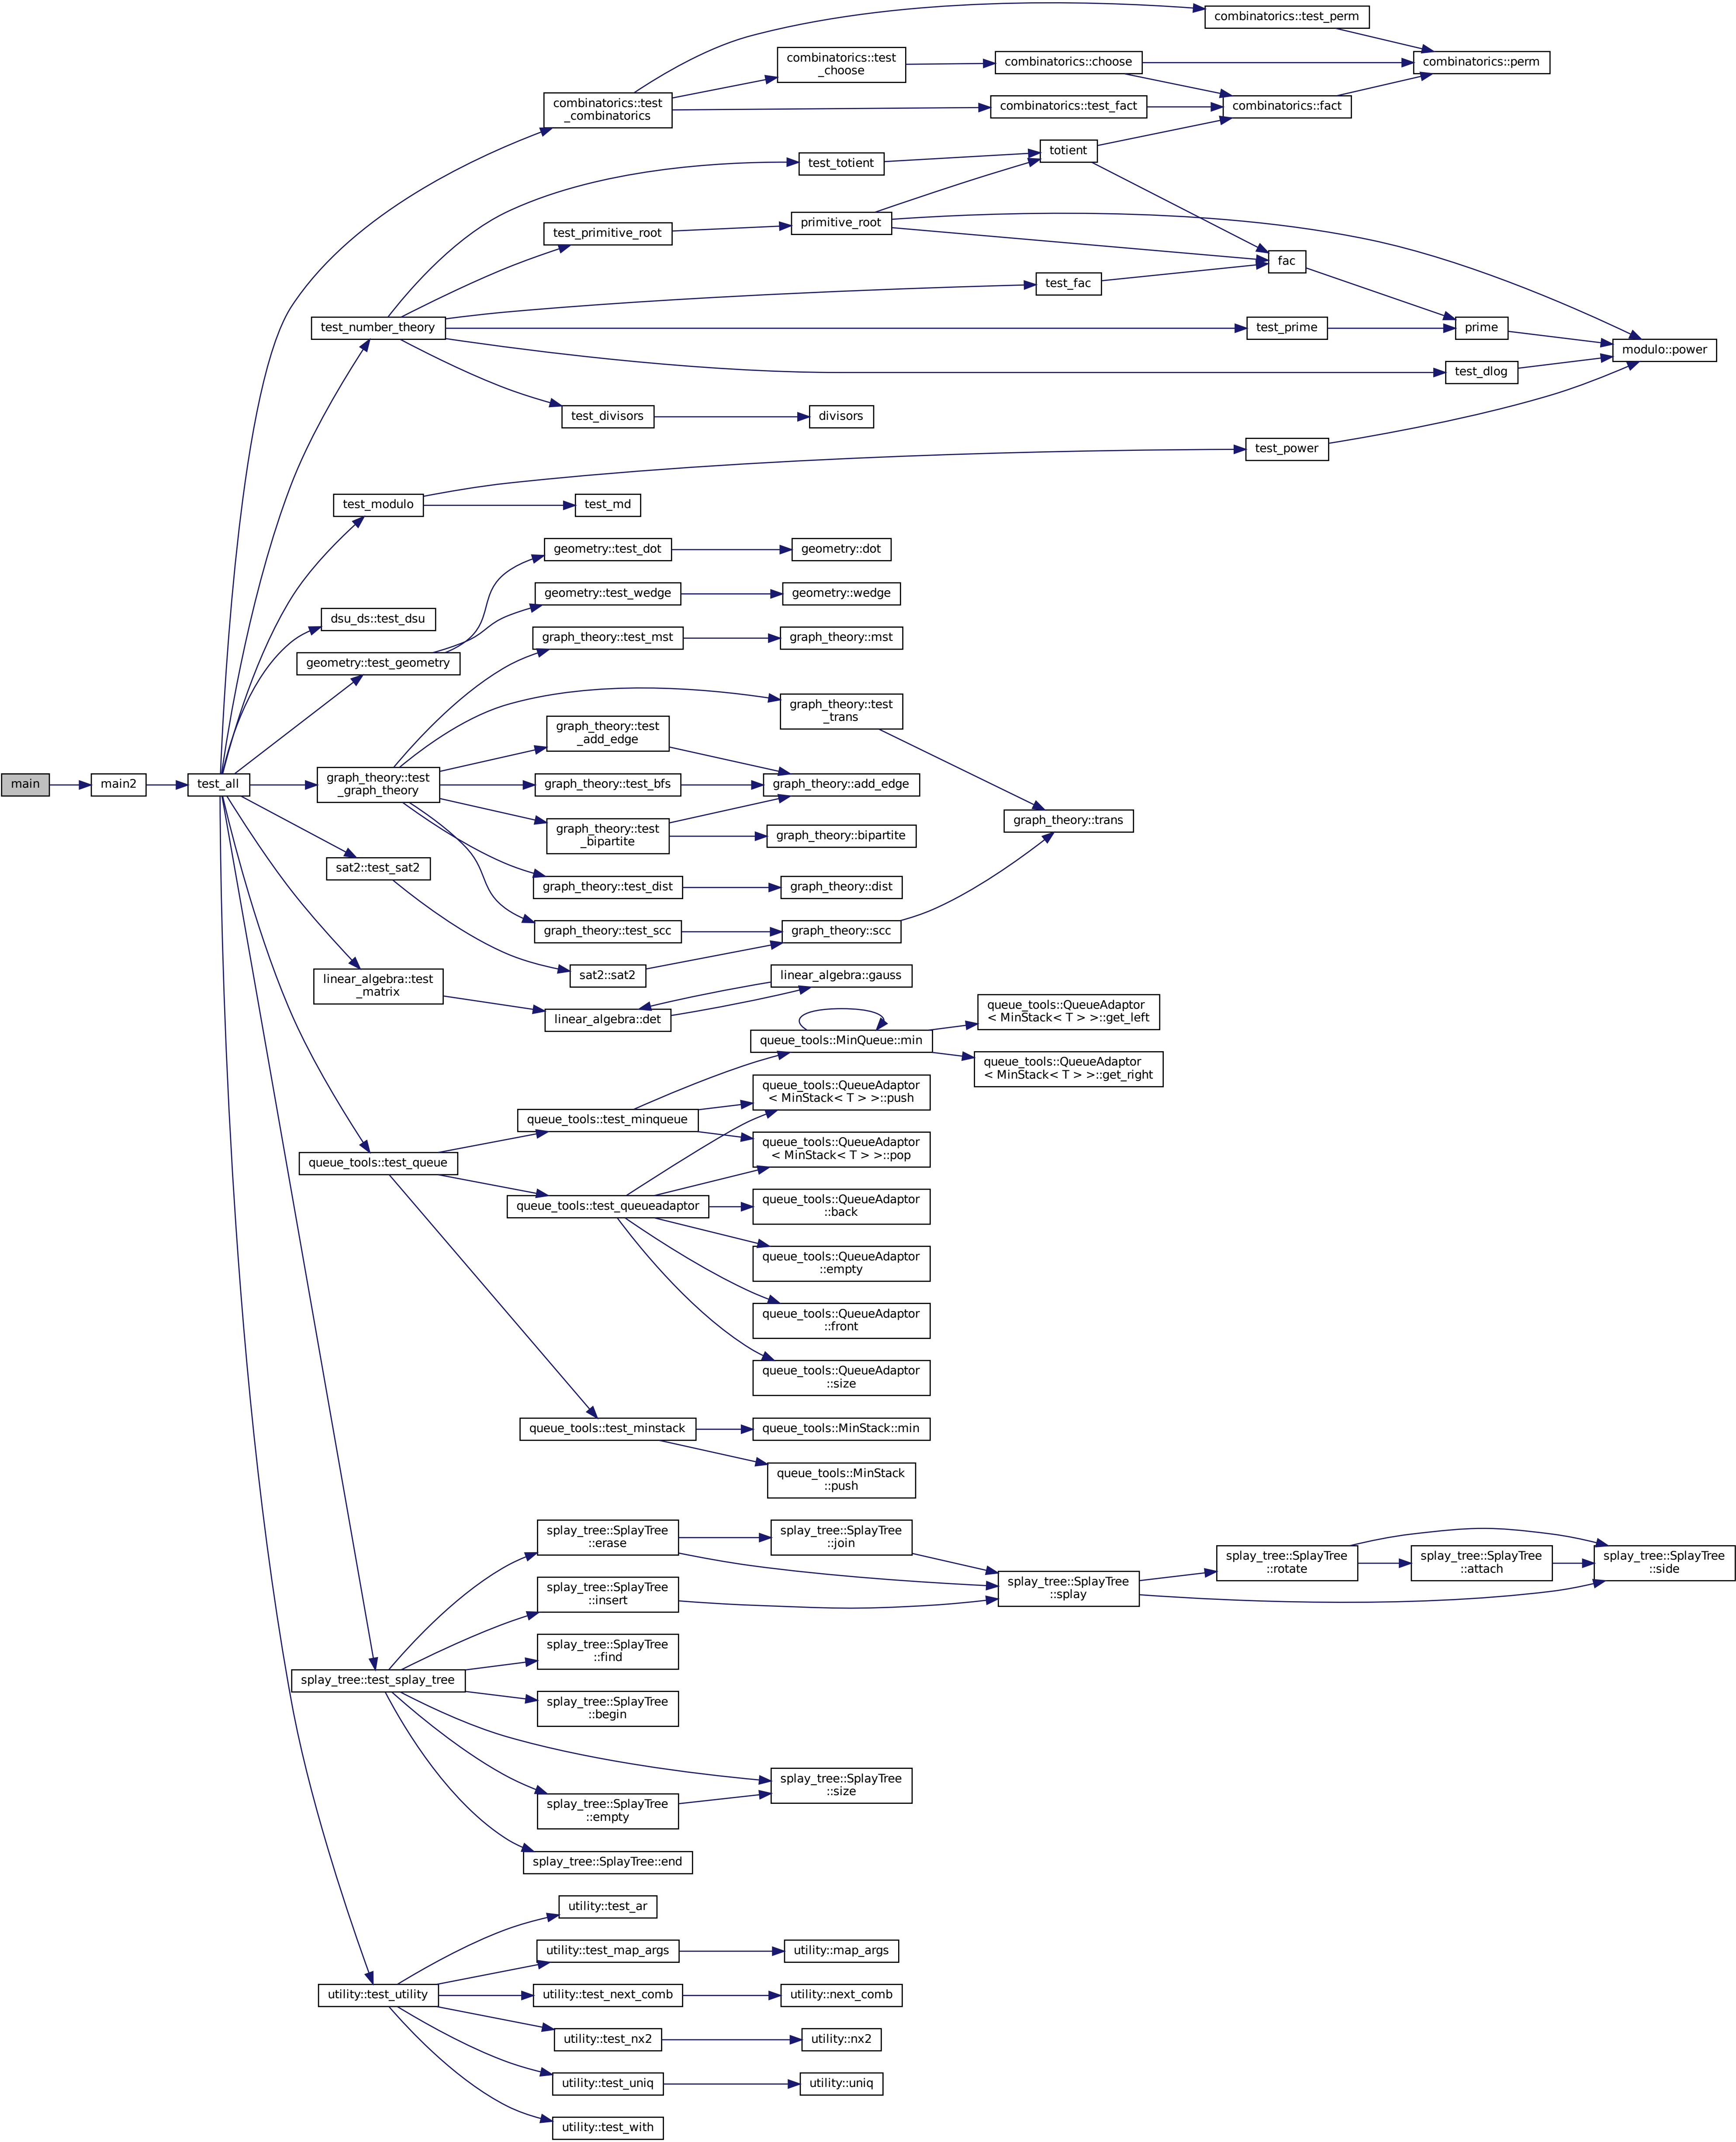 combinatorics::test_perm
combinatorics::test
_choose
combinatorics::choose
combinatorics::perm
combinatorics::test
_combinatorics
combinatorics::test_fact
combinatorics::fact
test_totient
totient
test_primitive_root
primitive_root
fac
test_fac
test_number_theory
test_prime
prime
modulo::power
test_dlog
test_divisors
divisors
test_power
test_modulo
test_md
geometry::test_dot
geometry::dot
geometry::test_wedge
geometry::wedge
dsu_ds::test_dsu
graph_theory::test_mst
graph_theory::mst
geometry::test_geometry
graph_theory::test
_trans
graph_theory::test
_add_edge
main
main2
test_all
graph_theory::test
_graph_theory
graph_theory::test_bfs
graph_theory::add_edge
graph_theory::trans
graph_theory::test
_bipartite
graph_theory::bipartite
sat2::test_sat2
graph_theory::test_dist
graph_theory::dist
graph_theory::test_scc
graph_theory::scc
sat2::sat2
linear_algebra::gauss
linear_algebra::test
_matrix
linear_algebra::det
queue_tools::QueueAdaptor
< MinStack< T > >::get_left
queue_tools::MinQueue::min
queue_tools::QueueAdaptor
< MinStack< T > >::get_right
queue_tools::QueueAdaptor
< MinStack< T > >::push
queue_tools::test_minqueue
queue_tools::QueueAdaptor
< MinStack< T > >::pop
queue_tools::test_queue
queue_tools::test_queueadaptor
queue_tools::QueueAdaptor
::back
queue_tools::QueueAdaptor
::empty
queue_tools::QueueAdaptor
::front
queue_tools::QueueAdaptor
::size
queue_tools::test_minstack
queue_tools::MinStack::min
queue_tools::MinStack
::push
splay_tree::SplayTree
::erase
splay_tree::SplayTree
::join
splay_tree::SplayTree
::splay
splay_tree::SplayTree
::rotate
splay_tree::SplayTree
::attach
splay_tree::SplayTree
::side
splay_tree::SplayTree
::insert
splay_tree::SplayTree
::find
splay_tree::test_splay_tree
splay_tree::SplayTree
::begin
splay_tree::SplayTree
::size
splay_tree::SplayTree
::empty
splay_tree::SplayTree::end
utility::test_ar
utility::test_map_args
utility::map_args
utility::test_utility
utility::test_next_comb
utility::next_comb
utility::test_nx2
utility::nx2
utility::test_uniq
utility::uniq
utility::test_with